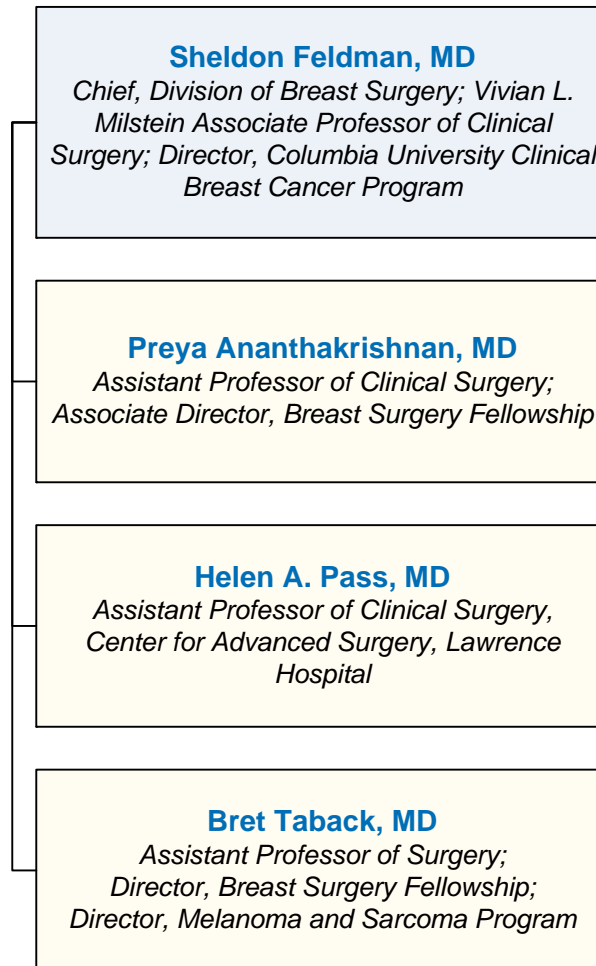 Sheldon Feldman, MD
Chief, Division of Breast Surgery; Vivian L.
Milstein Associate Professor of Clinical
Surgery; Director, Columbia University Clinical
Breast Cancer Program
Preya Ananthakrishnan, MD
Assistant Professor of Clinical Surgery;
Associate Director, Breast Surgery Fellowship
Helen A. Pass, MD
Assistant Professor of Clinical Surgery,
Center for Advanced Surgery, Lawrence
Hospital
Bret Taback, MD
Assistant Professor of Surgery;
Director, Breast Surgery Fellowship;
Director, Melanoma and Sarcoma Program